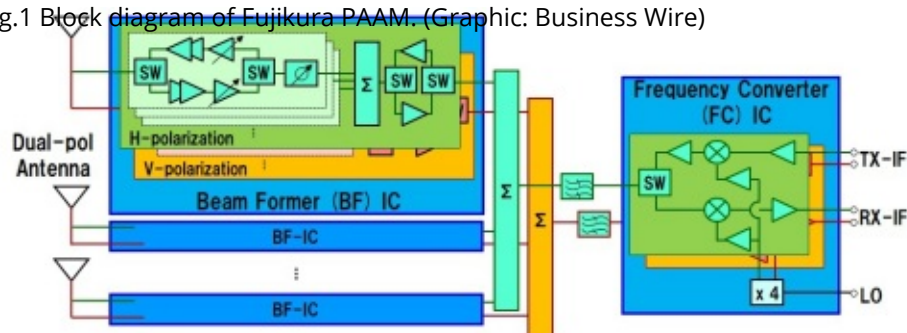 g.1 Block diagram of Fujikura PAAM. (Graphic: Business Wire)
SW
SW
Σ
SW
SW
H-polarization
V-polarization
Beam Former (BF) IC
Dual-pol
Antenna
BF-IC
BF-IC
Σ
Σ
Frequency Converter
(FC) IC
SW
x 4
TX-IF
RX-IF
LO